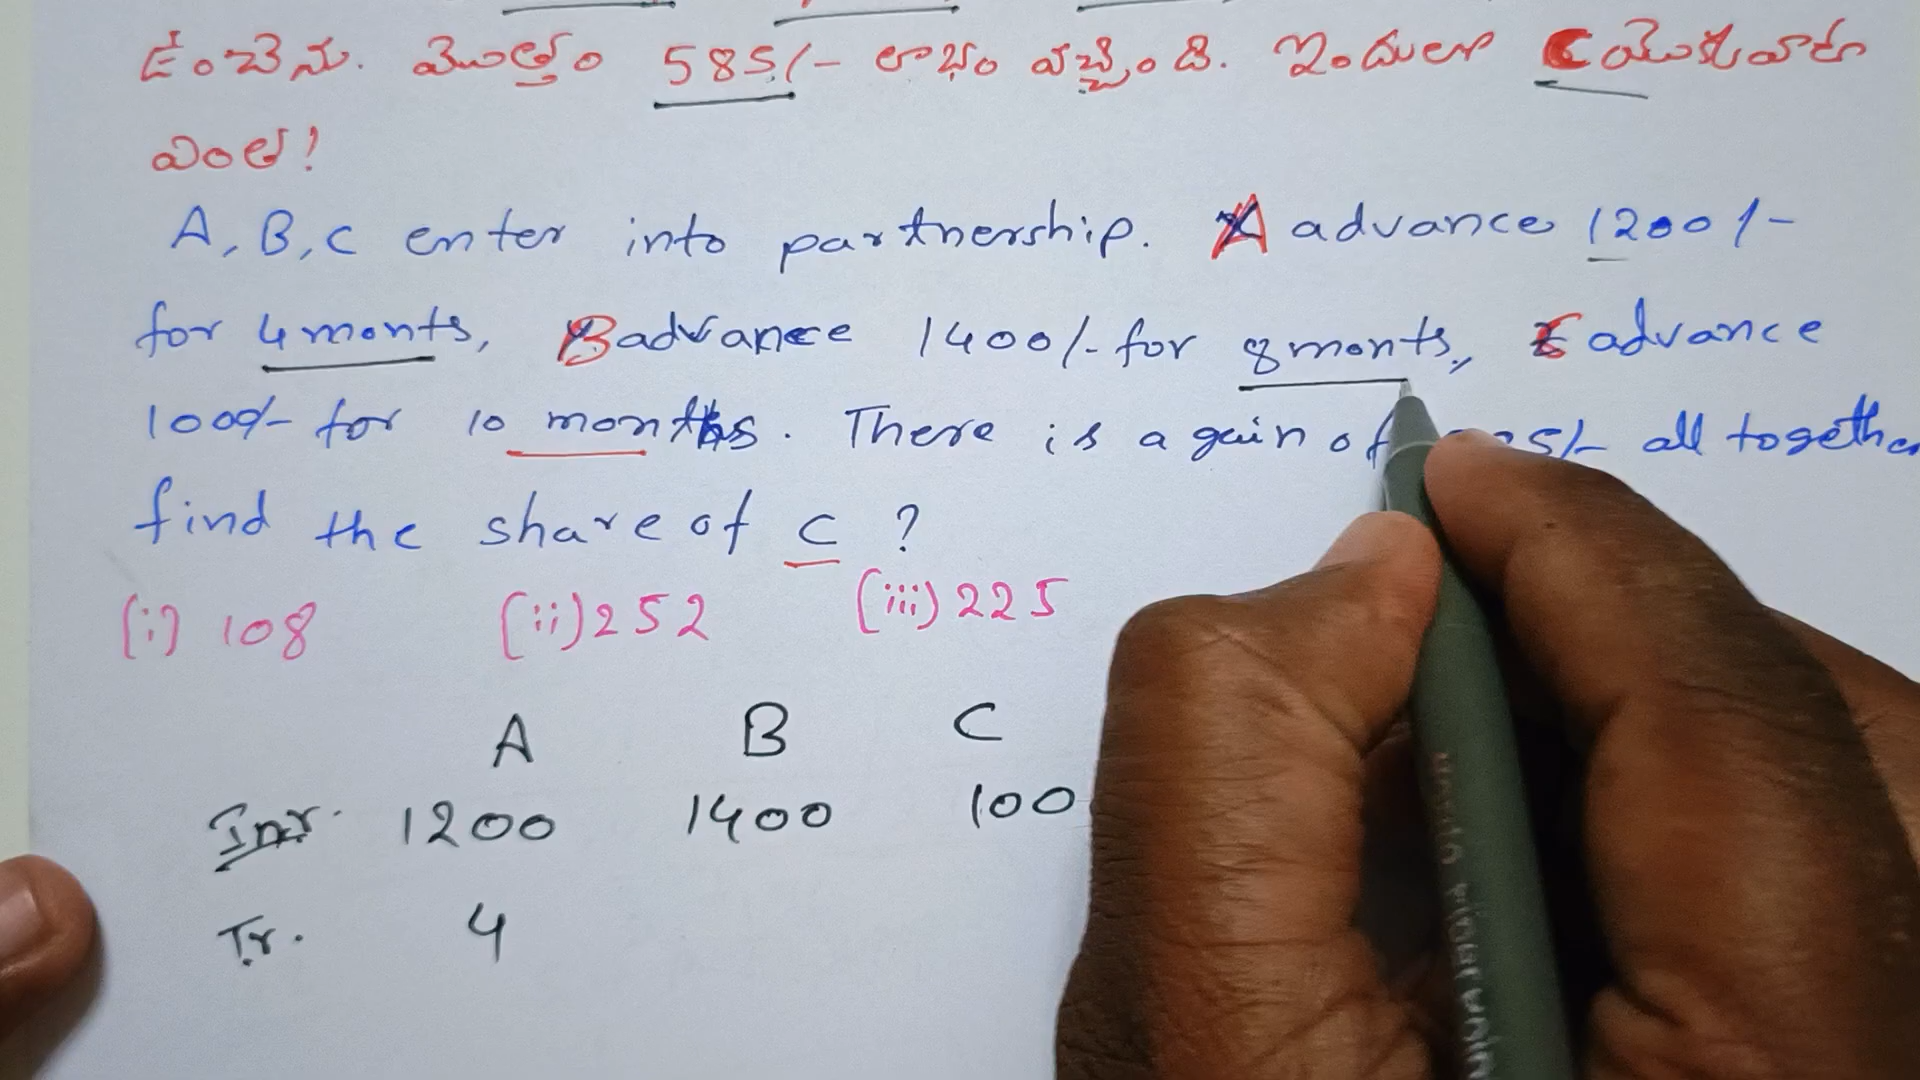 ఉంచెను. మొత్తం 585/- లాభం వచ్చింది. ఇందులో C యొక్క వాటా
ఎంత!
A, B, C enter into partnership. A advance 1200/-
for 4 monts, B advance 1400/- for 8 monts, C advance
1000/- for 10 months. There is a gain of 5/- all together
find the share of C ?
(i) 108 (ii) 252 (iii) 225
A B C
Inr. 1200 1400 100
Tr. 4